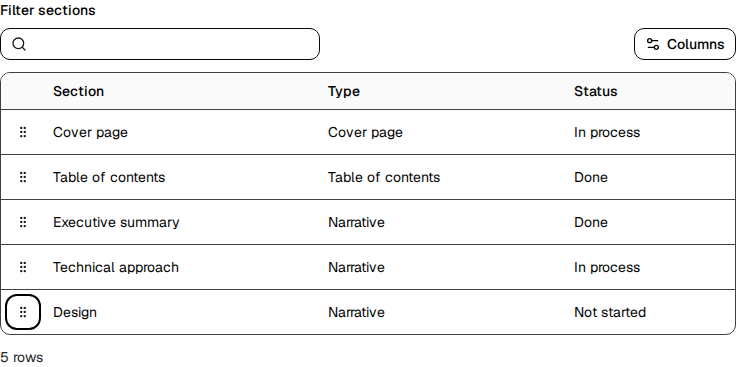 Filter sections
Columns
Section Type Status
Cover page Cover page In process
Table of contents Table of contents Done
Executive summary Narrative Done
Technical approach Narrative In process
Design Narrative Not started
5 rows